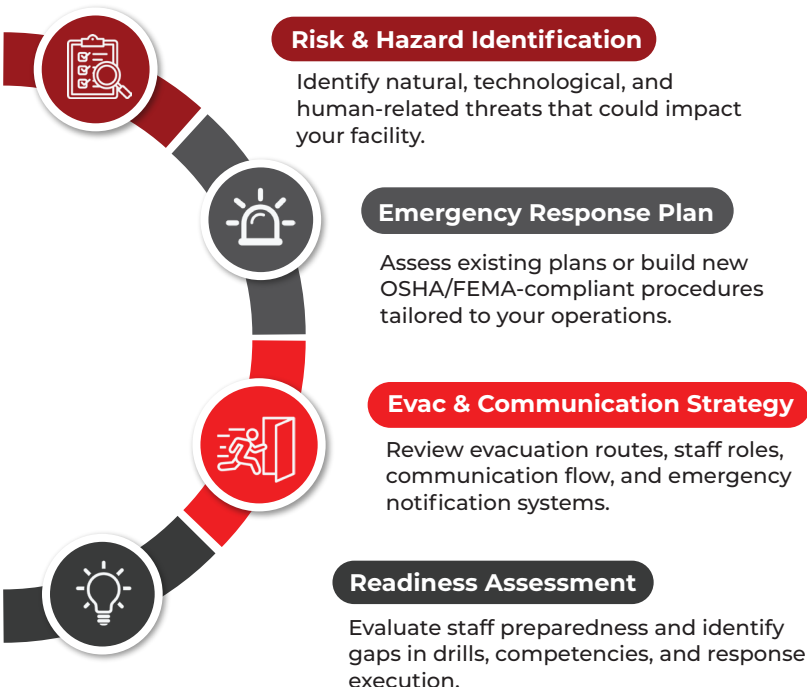 Risk & Hazard Identification
Identify natural, technological, and
human-related threats that could impact
your facility.
Emergency Response Plan
Assess existing plans or build new
OSHA/FEMA-compliant procedures
tailored to your operations.
Evac & Communication Strategy
Review evacuation routes, staff roles,
communication flow, and emergency
notification systems.
Readiness Assessment
Evaluate staff preparedness and identify
gaps in drills, competencies, and response
execution.